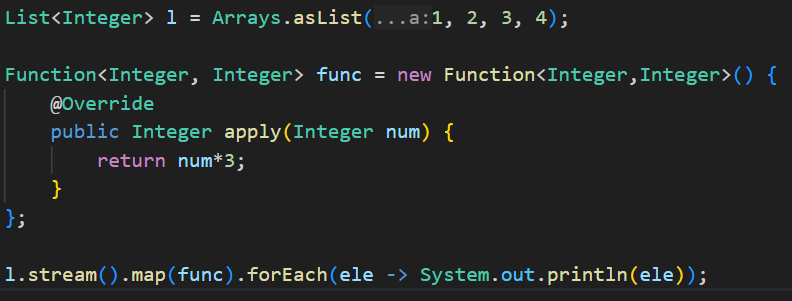 List<Integer> l = Arrays.asList(...a:1, 2, 3, 4);
Function<Integer, Integer> func = new Function<Integer,Integer>() {
@Override
public Integer apply(Integer num) {
return num*3;
}
};
l.stream().map(func).forEach(ele -> System.out.println(ele));